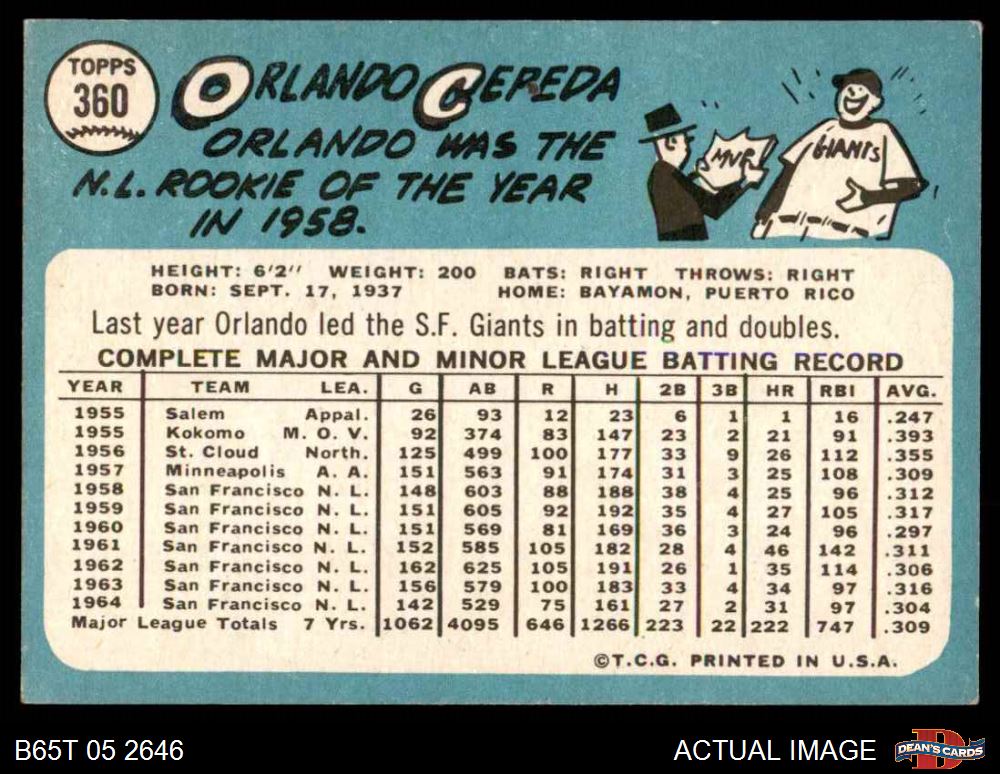 TOPPS
360
ORLANDO CEPEDA
ORLANDO WAS THE
N.L. ROOKIE OF THE YEAR
IN 1958.
MVP!
GIANTS
HEIGHT: 6'2" WEIGHT: 200 BATS: RIGHT THROWS: RIGHT
BORN: SEPT. 17, 1937 HOME: BAYAMON, PUERTO RICO
Last year Orlando led the S.F. Giants in batting and doubles.
COMPLETE MAJOR AND MINOR LEAGUE BATTING RECORD
YEAR TEAM LEA. G AB R H 2B 3B HR RBI AVG.
1955 Salem Appal. 26 93 12 23 6 1 1 16 .247
1955 Kokomo M. O. V. 92 374 83 147 23 2 21 91 .393
1956 St. Cloud North. 125 499 100 177 33 9 26 112 .355
1957 Minneapolis A. A. 151 563 91 174 31 3 25 108 .309
1958 San Francisco N. L. 148 603 88 188 38 4 25 96 .312
1959 San Francisco N. L. 151 605 92 192 35 4 27 105 .317
1960 San Francisco N. L. 151 569 81 169 36 3 24 96 .297
1961 San Francisco N. L. 152 585 105 182 28 4 46 142 .311
1962 San Francisco N. L. 162 625 105 191 26 1 35 114 .306
1963 San Francisco N. L. 156 579 100 183 33 4 34 97 .316
1964 San Francisco N. L. 142 529 75 161 27 2 31 97 .304
Major League Totals 7 Yrs. 1062 4095 646 1266 223 22 222 747 .309
©T.C.G. PRINTED IN U.S.A.
B65T 05 2646
ACTUAL IMAGE
D
DEAN'S CARDS